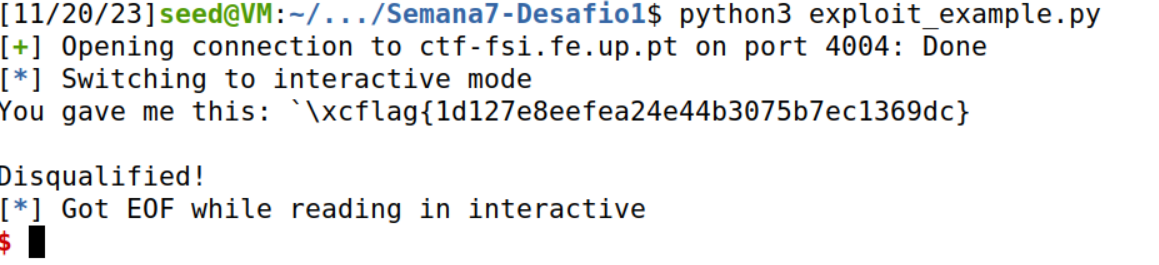 [11/20/23]seed@VM:~/.../Semana7-Desafio1$ python3 exploit_example.py
[+] Opening connection to ctf-fsi.fe.up.pt on port 4004: Done
[*] Switching to interactive mode
You gave me this: `\xcflag{1d127e8eefea24e44b3075b7ec1369dc}
Disqualified!
[*] Got EOF while reading in interactive
$